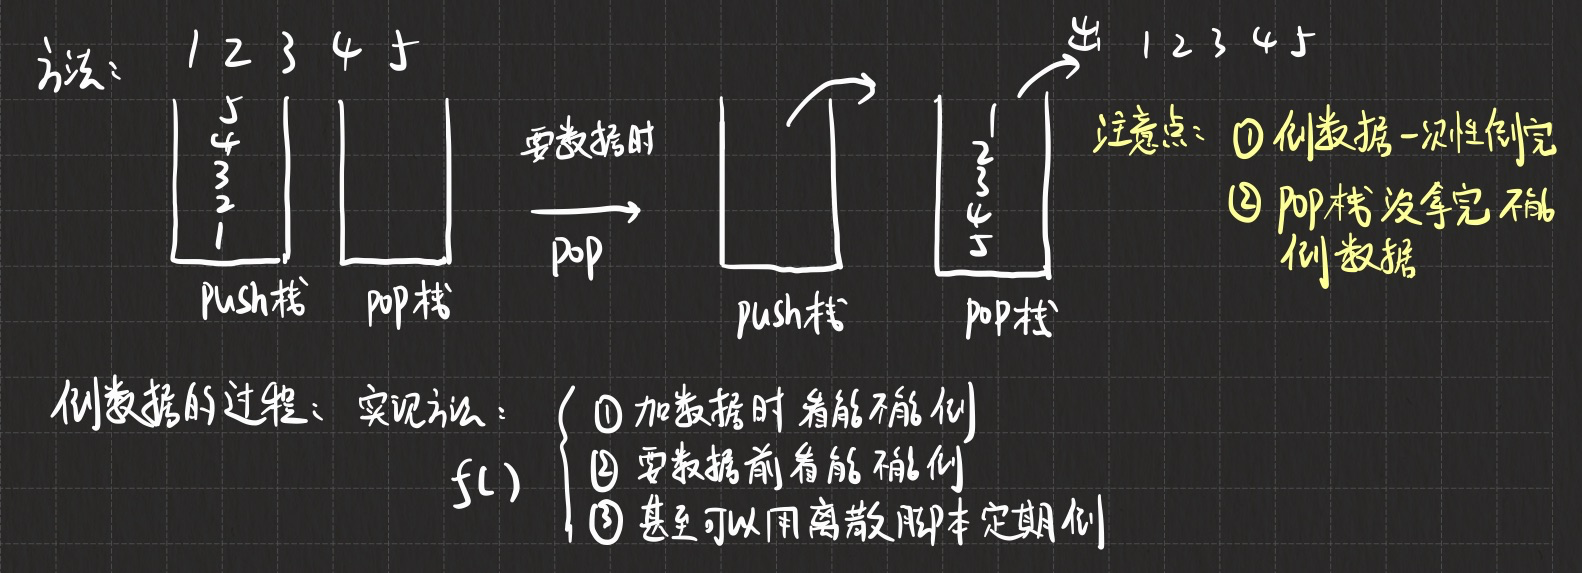 方法： 1 2 3 4 5
5
4
3
2
1
push栈
pop栈
要数据时
pop
push栈
出 1 2 3 4 5
1
2
3
4
5
pop栈
注意点：① 倒数据一次性倒完
② pop栈没拿完不能
倒数据
倒数据的过程：实现方法：
f()
① 加数据时看能不能倒
② 要数据前看能不能倒
③ 甚至可以用离散脚本定期倒